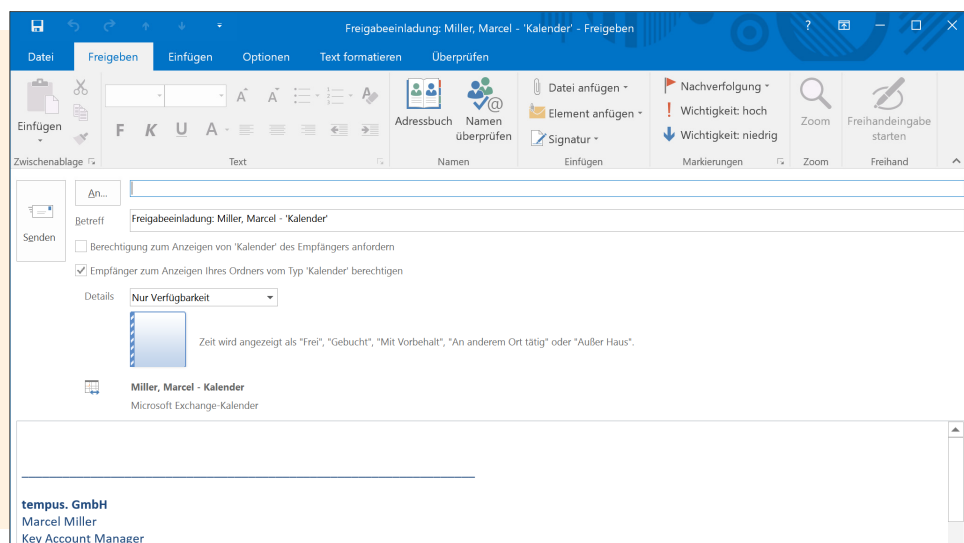 Freigabeeinladung: Miller, Marcel - 'Kalender' - Freigeben
?
Datei Freigeben Einfügen Optionen Text formatieren Überprüfen
Einfügen
F K U A
A A
Adressbuch
Namen überprüfen
Datei anfügen
Element anfügen
Signatur
Nachverfolgung
Wichtigkeit: hoch
Wichtigkeit: niedrig
Zoom
Freihandeingabe starten
Zwischenablage Text Namen Einfügen Markierungen Zoom Freihand
Senden
An...
Betreff Freigabeeinladung: Miller, Marcel - 'Kalender'
Berechtigung zum Anzeigen von 'Kalender' des Empfängers anfordern
Empfänger zum Anzeigen Ihres Ordners vom Typ 'Kalender' berechtigen
Details Nur Verfügbarkeit
Zeit wird angezeigt als "Frei", "Gebucht", "Mit Vorbehalt", "An anderem Ort tätig" oder "Außer Haus".
Miller, Marcel - Kalender
Microsoft Exchange-Kalender
tempus. GmbH
Marcel Miller
Key Account Manager